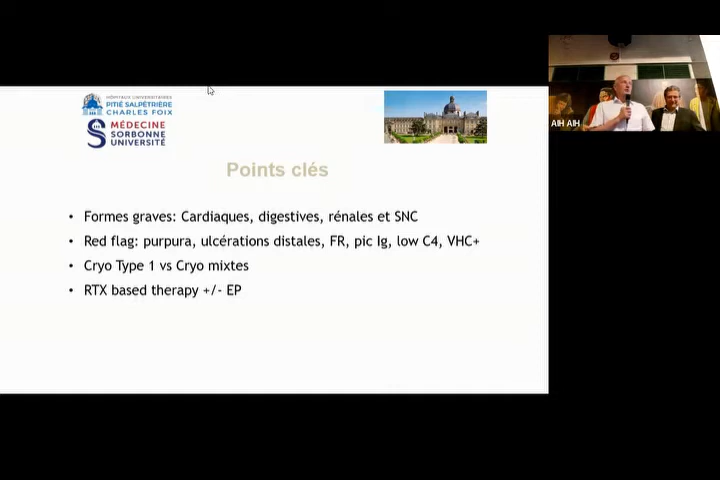 HÔPITAUX UNIVERSITAIRES
PITIÉ SALPÊTRIÈRE
CHARLES FOIX
MÉDECINE
SORBONNE
UNIVERSITÉ
AIH AIH
Points clés
• Formes graves: Cardiaques, digestives, rénales et SNC
• Red flag: purpura, ulcérations distales, FR, pic Ig, low C4, VHC+
• Cryo Type 1 vs Cryo mixtes
• RTX based therapy +/- EP